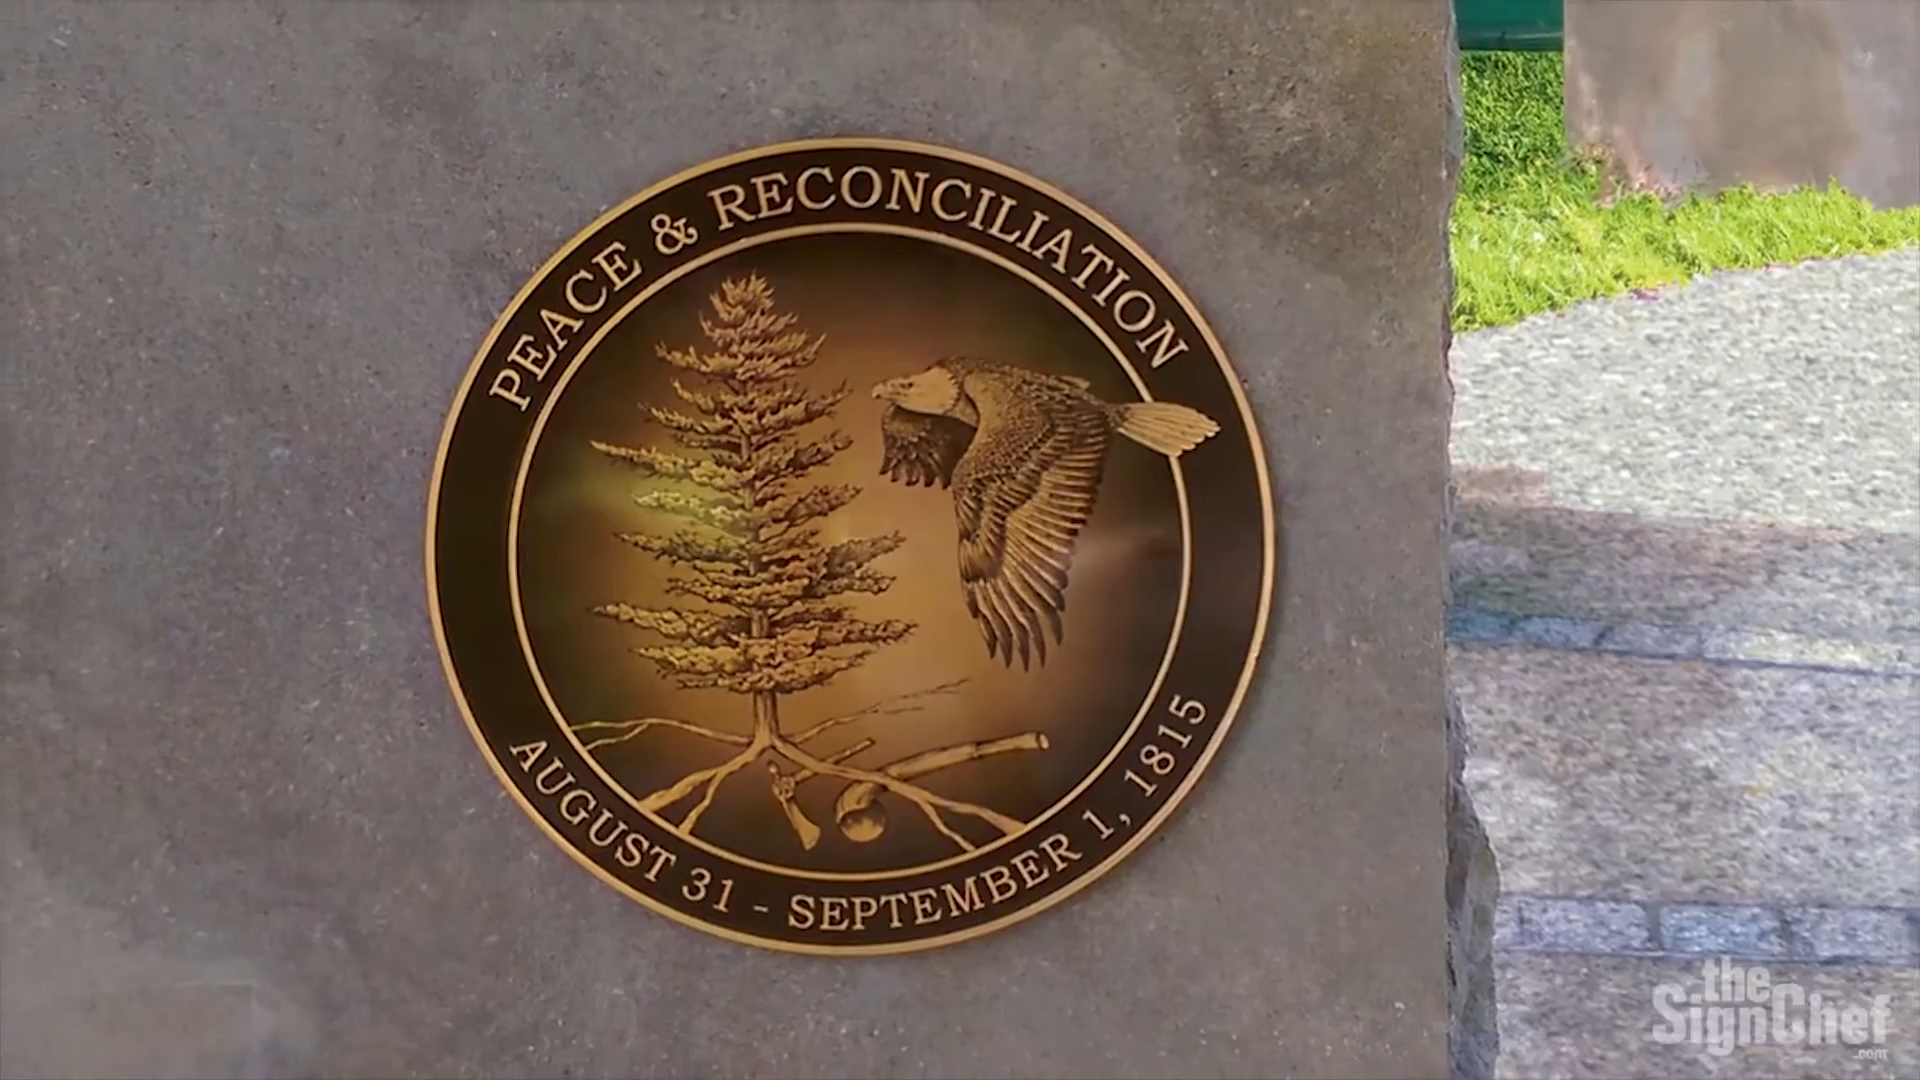 PEACE & RECONCILIATION
AUGUST 31 - SEPTEMBER 1, 1815
the
SignChef
.com